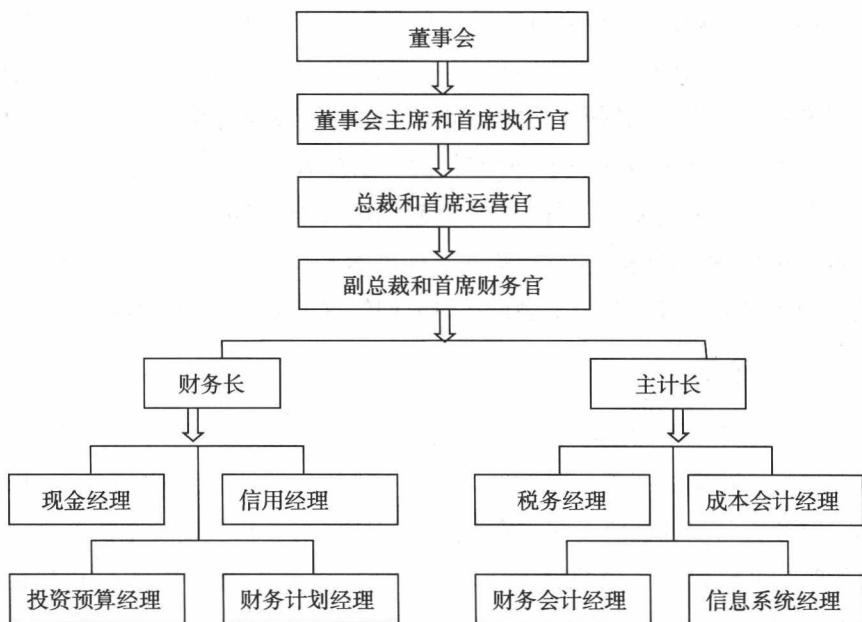 董事会
董事会主席和首席执行官
总裁和首席运营官
副总裁和首席财务官
财务长
主计长
现金经理
信用经理
税务经理
成本会计经理
投资预算经理
财务计划经理
财务会计经理
信息系统经理